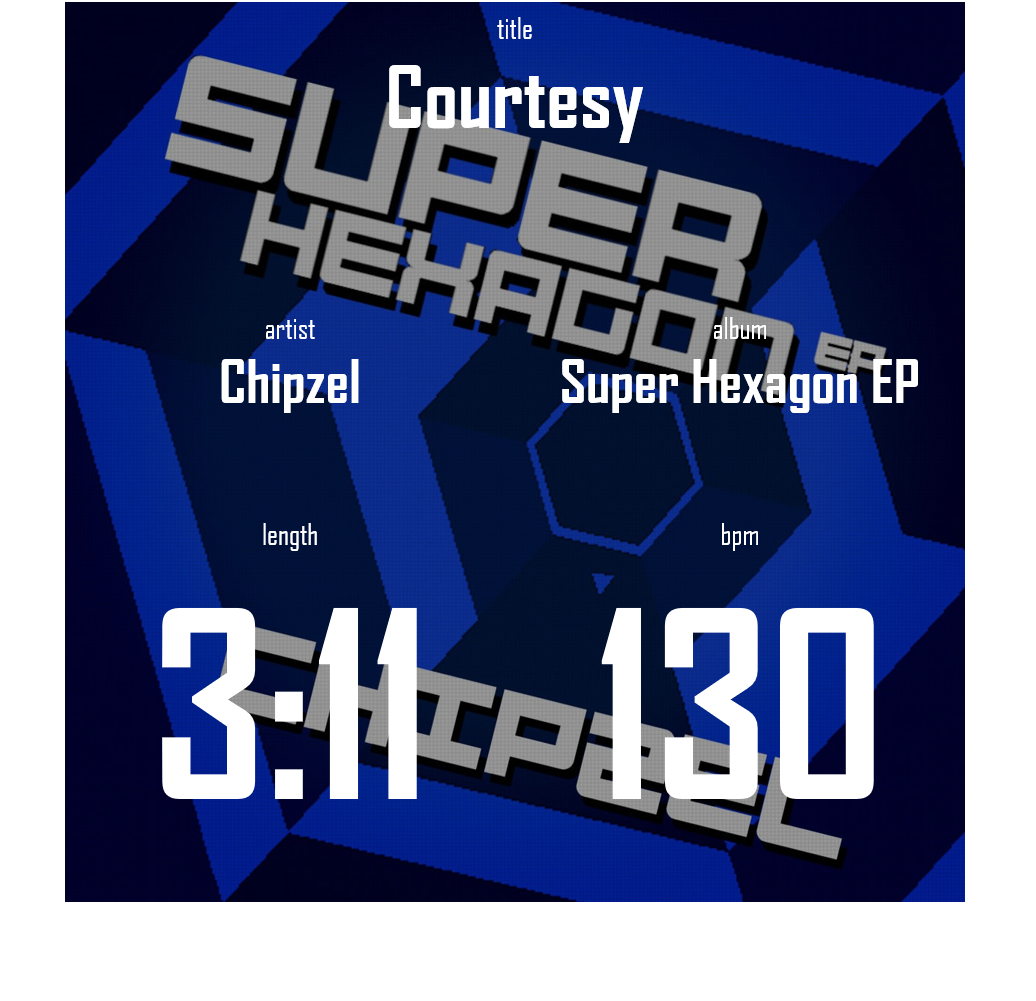 title
Courtesy
SUPER
HEXAGON EP
artist
Chipzel
album
Super Hexagon EP
length
3:11
bpm
130
CHIPZEL